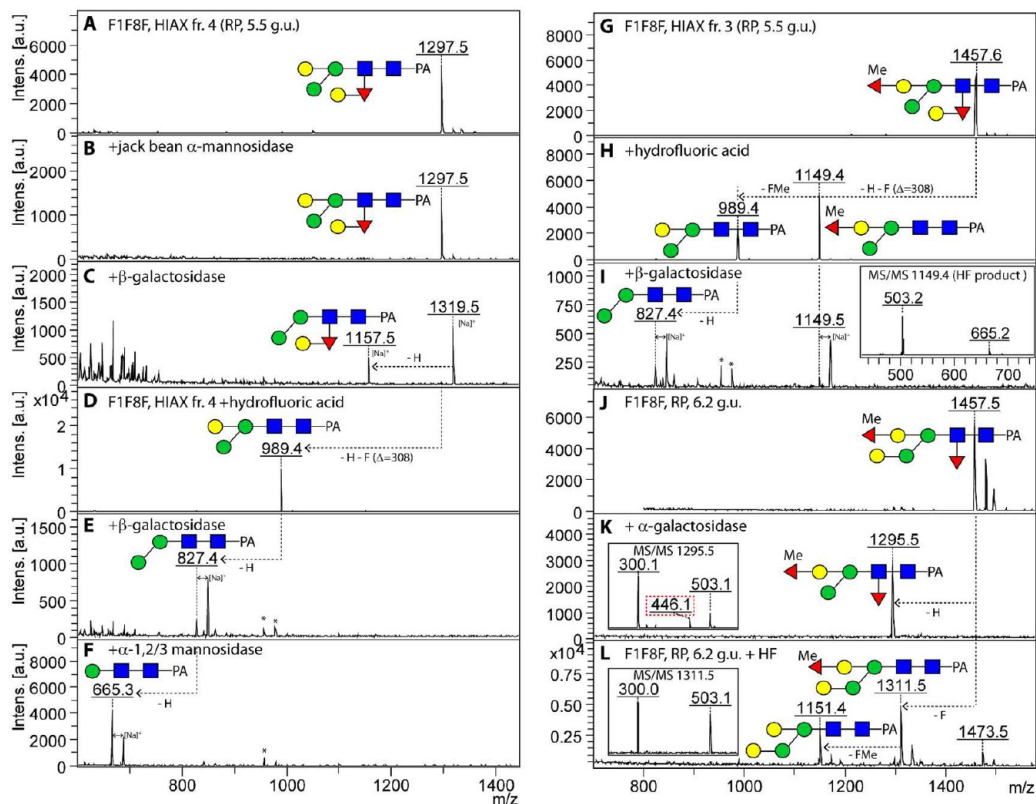 A F1F8F, HIAX fr. 4 (RP, 5.5 g.u.)
Intens. [a.u.]
6000
4000
2000
0
1297.5
PA
B +jack bean α-mannosidase
Intens. [a.u.]
2000
1000
0
1297.5
PA
C +β-galactosidase
2000
1500
1000
500
0
PA
1319.5
[Na]+
1157.5
[Na]+
- H
D F1F8F, HIAX fr. 4 +hydrofluoric acid
x10^4
2
1
0
PA
989.4
- H - F (Δ=308)
E +β-galactosidase
1500
1000
500
0
PA
827.4
- H
[Na]+
* *
F +α-1,2/3 mannosidase
6000
4000
2000
0
PA
665.3
- H
[Na]+
*
800 1000 1200 1400
m/z
G F1F8F, HIAX fr. 3 (RP, 5.5 g.u.)
Intens. [a.u.]
8000
6000
4000
2000
0
1457.6
Me
PA
H +hydrofluoric acid
Intens. [a.u.]
6000
4000
2000
0
1149.4
- FMe
- H - F (Δ=308)
989.4
PA
Me
PA
I +β-galactosidase
1000
750
500
250
PA
827.4
- H
[Na]+
* *
1149.5
[Na]+
MS/MS 1149.4 (HF product )
503.2
665.2
500 600 700
J F1F8F, RP, 6.2 g.u.
6000
4000
2000
0
1457.5
Me
PA
K + α-galactosidase
4000
3000
2000
1000
0
MS/MS 1295.5
300.1
446.1
503.1
1295.5
Me
PA
- H
L F1F8F, RP, 6.2 g.u. + HF
x10^4
0.75
0.5
0.25
MS/MS 1311.5
300.0
503.1
Me
PA
1311.5
- F
1151.4
PA
- FMe
1473.5
800 1000 1200 1400
m/z